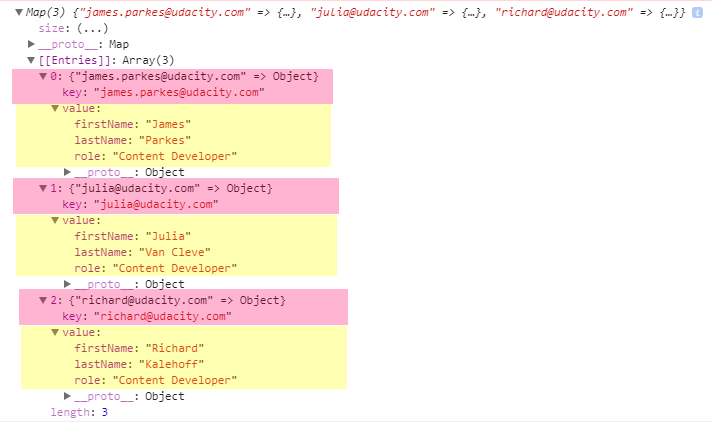 ▼Map(3) {"james.parkes@udacity.com" => {…}, "julia@udacity.com" => {…}, "richard@udacity.com" => {…}} i
size: (...)
▶__proto__: Map
▼[[Entries]]: Array(3)
▼0: {"james.parkes@udacity.com" => Object}
key: "james.parkes@udacity.com"
▼value:
firstName: "James"
lastName: "Parkes"
role: "Content Developer"
▶__proto__: Object
▼1: {"julia@udacity.com" => Object}
key: "julia@udacity.com"
▼value:
firstName: "Julia"
lastName: "Van Cleve"
role: "Content Developer"
▶__proto__: Object
▼2: {"richard@udacity.com" => Object}
key: "richard@udacity.com"
▼value:
firstName: "Richard"
lastName: "Kalehoff"
role: "Content Developer"
▶__proto__: Object
length: 3